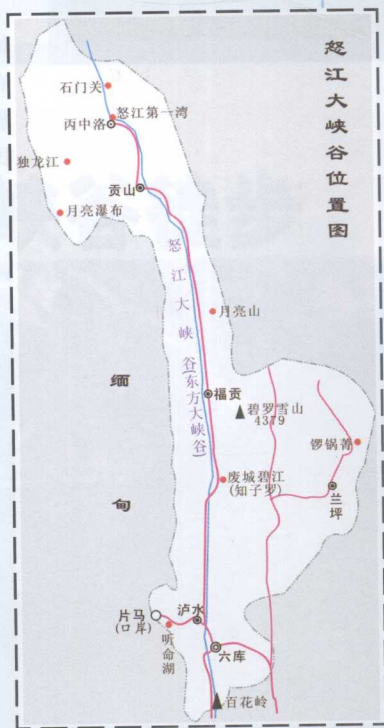 怒江大峡谷位置图
石门关
怒江第一湾
丙中洛
独龙江
贡山
月亮瀑布
怒江大峡谷(东方大峡谷)
月亮山
缅甸
福贡
碧罗雪山
4379
锣锅箐
废城碧江
(知子罗)
兰坪
片马
(口岸)
泸水
听命湖
六库
百花岭